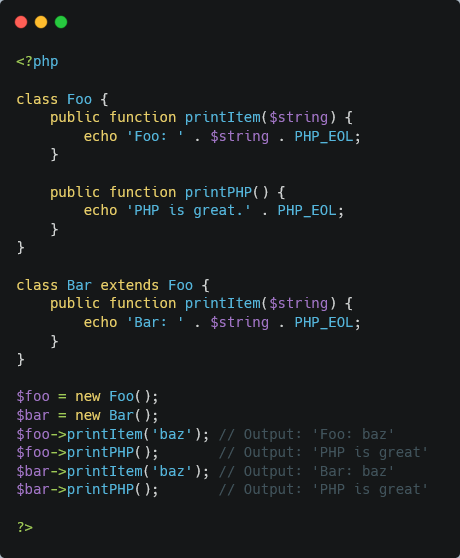 <?php
class Foo {
    public function printItem($string) {
        echo 'Foo: ' . $string . PHP_EOL;
    }
    public function printPHP() {
        echo 'PHP is great.' . PHP_EOL;
    }
}
class Bar extends Foo {
    public function printItem($string) {
        echo 'Bar: ' . $string . PHP_EOL;
    }
}
$foo = new Foo();
$bar = new Bar();
$foo->printItem('baz'); // Output: 'Foo: baz'
$foo->printPHP();       // Output: 'PHP is great'
$bar->printItem('baz'); // Output: 'Bar: baz'
$bar->printPHP();       // Output: 'PHP is great'
?>